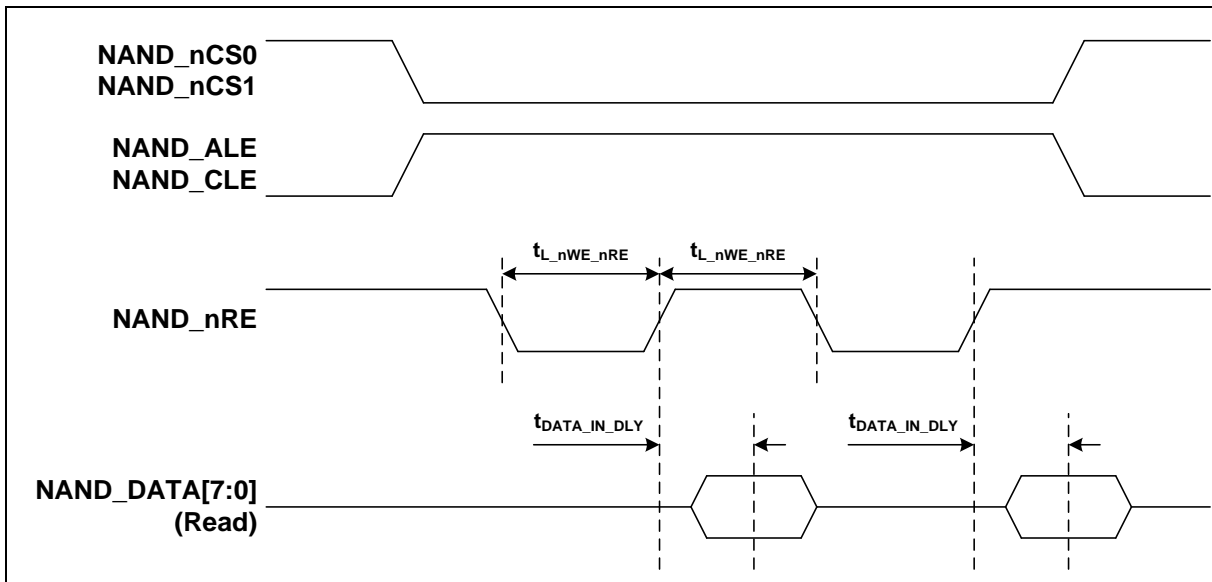 NAND_nCS0
NAND_nCS1
NAND_ALE
NAND_CLE
tL_nWE_nRE tL_nWE_nRE
NAND_nRE
tDATA_IN_DLY tDATA_IN_DLY
NAND_DATA[7:0]
(Read)